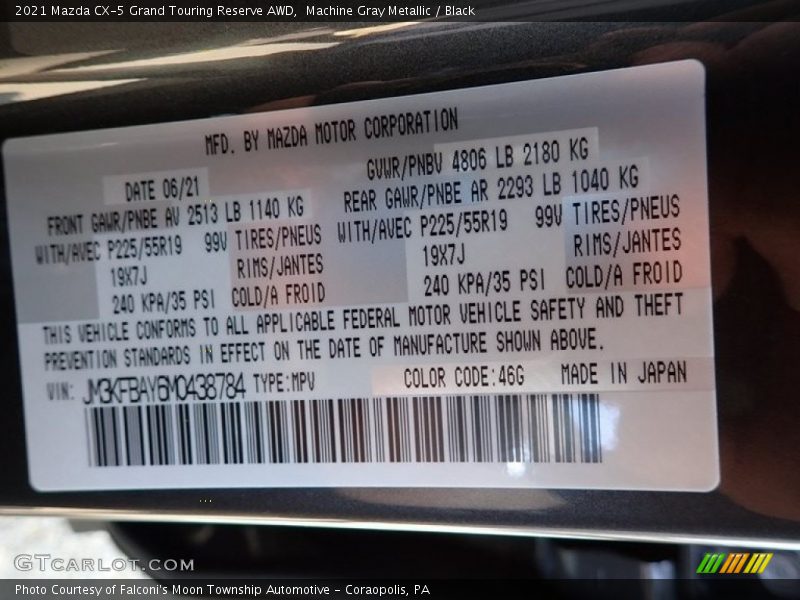 2021 Mazda CX-5 Grand Touring Reserve AWD, Machine Gray Metallic / Black
MFD. BY MAZDA MOTOR CORPORATION
DATE 06/21 GVWR/PNBV 4806 LB 2180 KG
FRONT GAWR/PNBE AV 2513 LB 1140 KG REAR GAWR/PNBE AR 2293 LB 1040 KG
WITH/AVEC P225/55R19 99V TIRES/PNEUS WITH/AVEC P225/55R19 99V TIRES/PNEUS
19X7J RIMS/JANTES 19X7J RIMS/JANTES
240 KPA/35 PSI COLD/A FROID 240 KPA/35 PSI COLD/A FROID
THIS VEHICLE CONFORMS TO ALL APPLICABLE FEDERAL MOTOR VEHICLE SAFETY AND THEFT
PREVENTION STANDARDS IN EFFECT ON THE DATE OF MANUFACTURE SHOWN ABOVE.
VIN: JM3KFBAY6M0438784 TYPE:MPV COLOR CODE:46G MADE IN JAPAN
GTCARLOT.COM
Photo Courtesy of Falconi's Moon Township Automotive - Coraopolis, PA